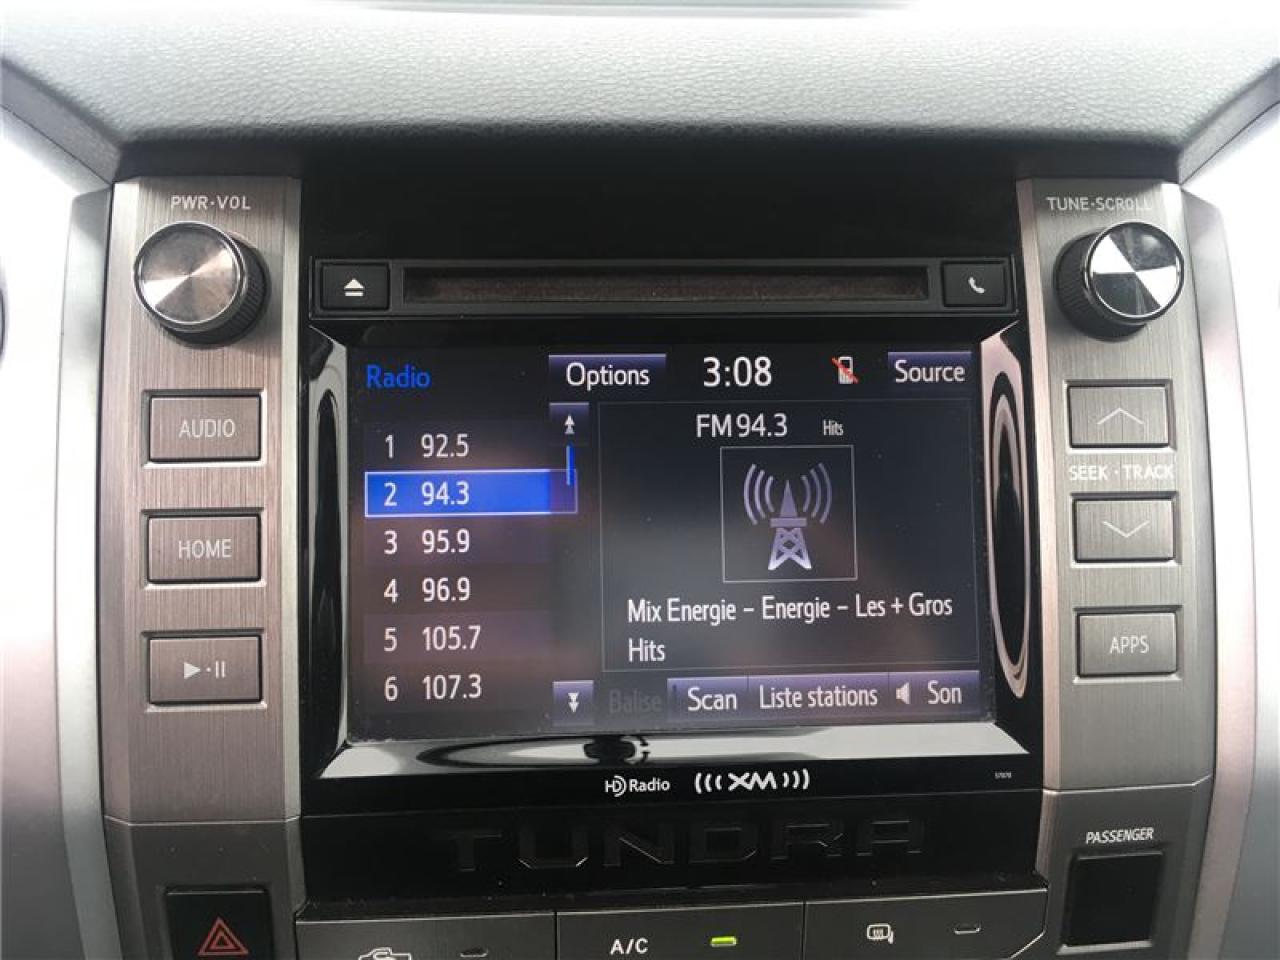 PWR·VOL
TUNE·SCROLL
Radio
Options
3:08
Source
AUDIO
1 92.5
FM 94.3 Hits
2 94.3
SEEK · TRACK
3 95.9
HOME
4 96.9
Mix Energie - Energie - Les + Gros
Hits
5 105.7
APPS
6 107.3
Balise
Scan
Liste stations
Son
HD Radio
(((XM)))
57070
TUNDRA
PASSENGER
A/C